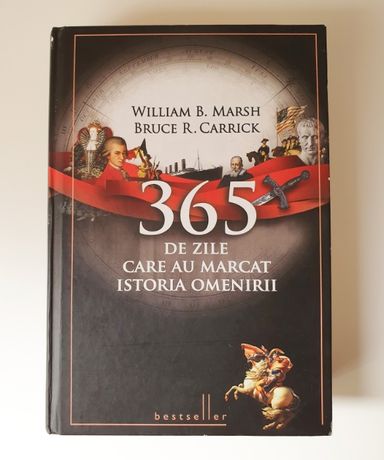 WILLIAM B. MARSH
BRUCE R. CARRICK
365
DE ZILE
CARE AU MARCAT
ISTORIA OMENIRII
bestseller